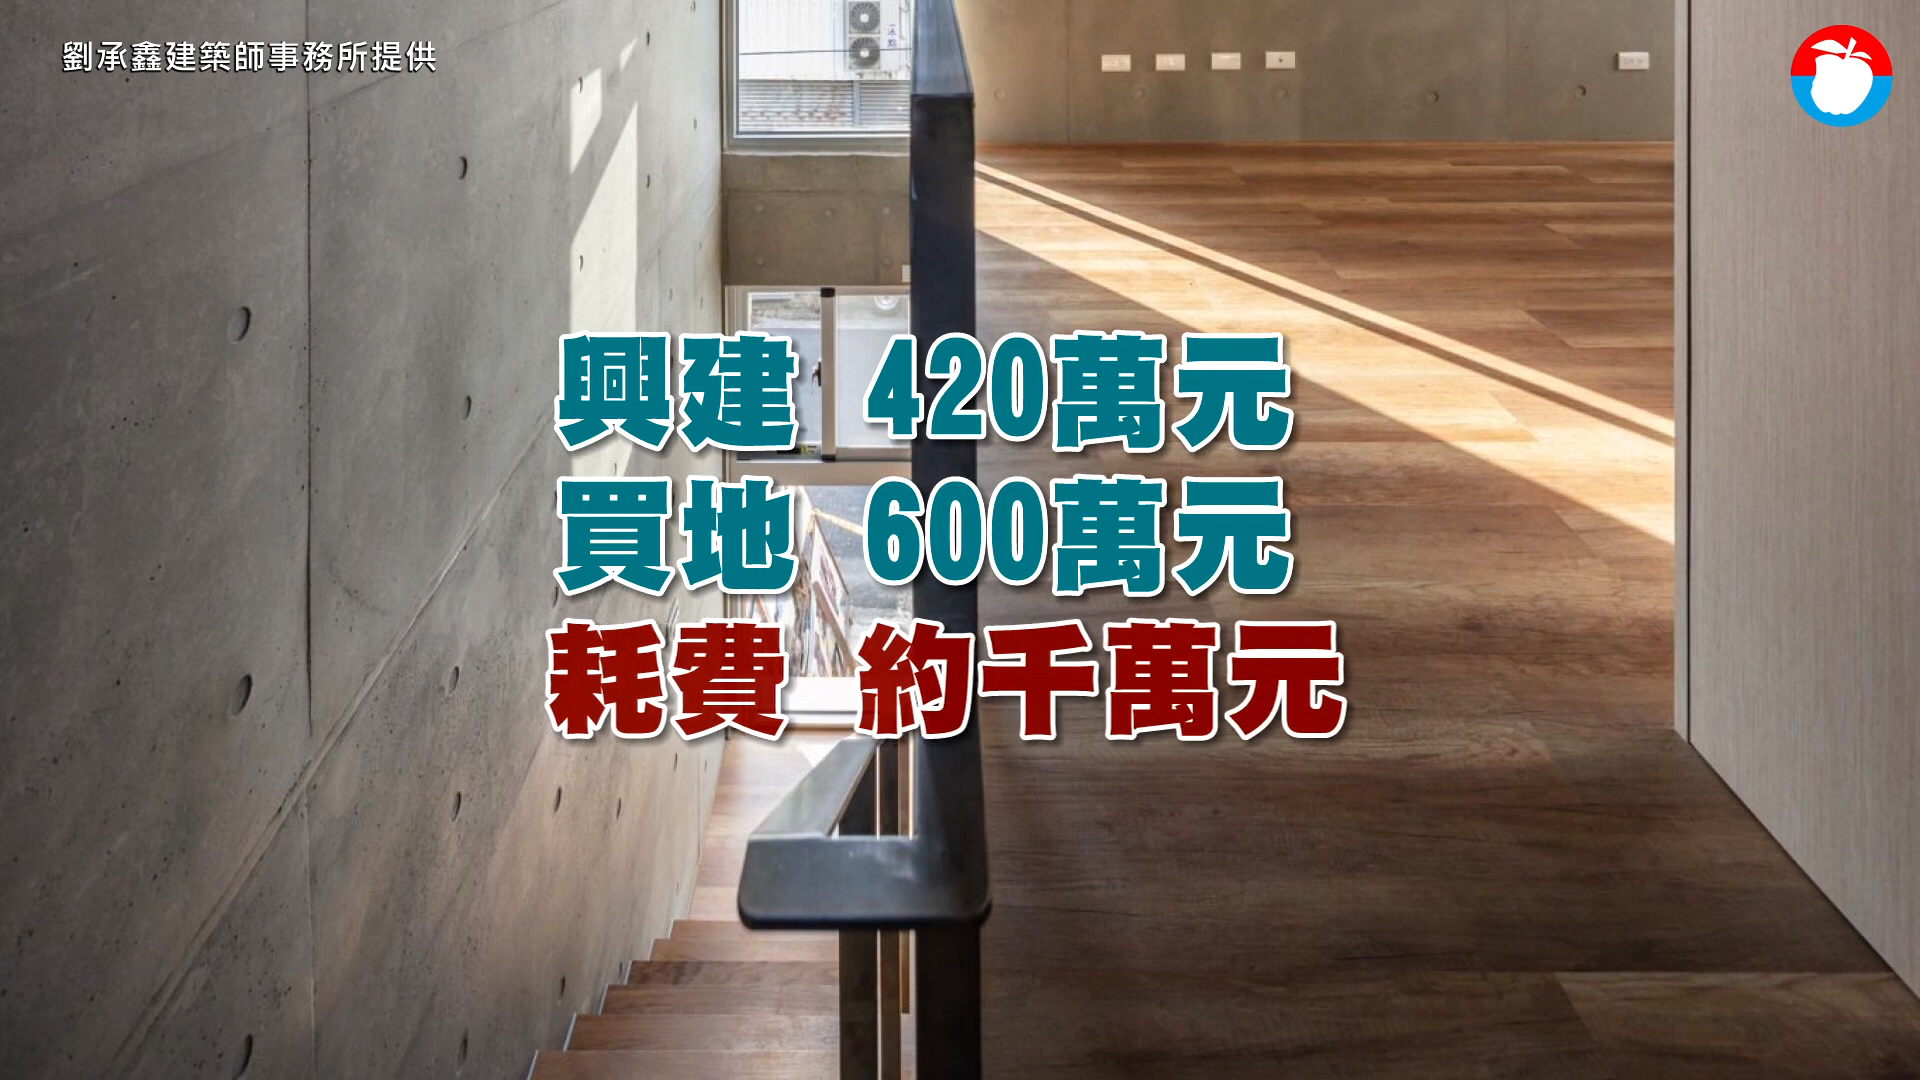 劉承鑫建築師事務所提供
興建 420萬元
買地 600萬元
耗費 約千萬元